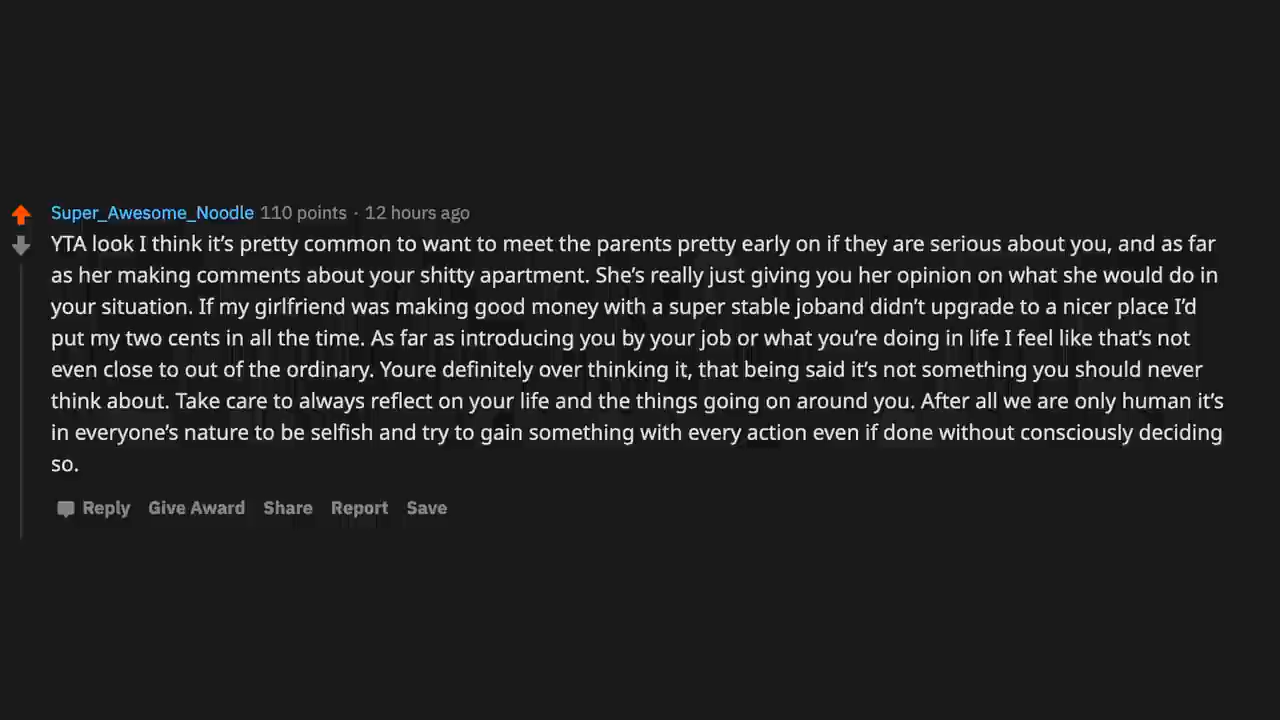 Super_Awesome_Noodle 110 points · 12 hours ago
YTA look I think it's pretty common to want to meet the parents pretty early on if they are serious about you, and as far
as her making comments about your shitty apartment. She's really just giving you her opinion on what she would do in
your situation. If my girlfriend was making good money with a super stable joband didn't upgrade to a nicer place I'd
put my two cents in all the time. As far as introducing you by your job or what you're doing in life I feel like that's not
even close to out of the ordinary. Youre definitely over thinking it, that being said it's not something you should never
think about. Take care to always reflect on your life and the things going on around you. After all we are only human it's
in everyone's nature to be selfish and try to gain something with every action even if done without consciously deciding
so.
Reply Give Award Share Report Save